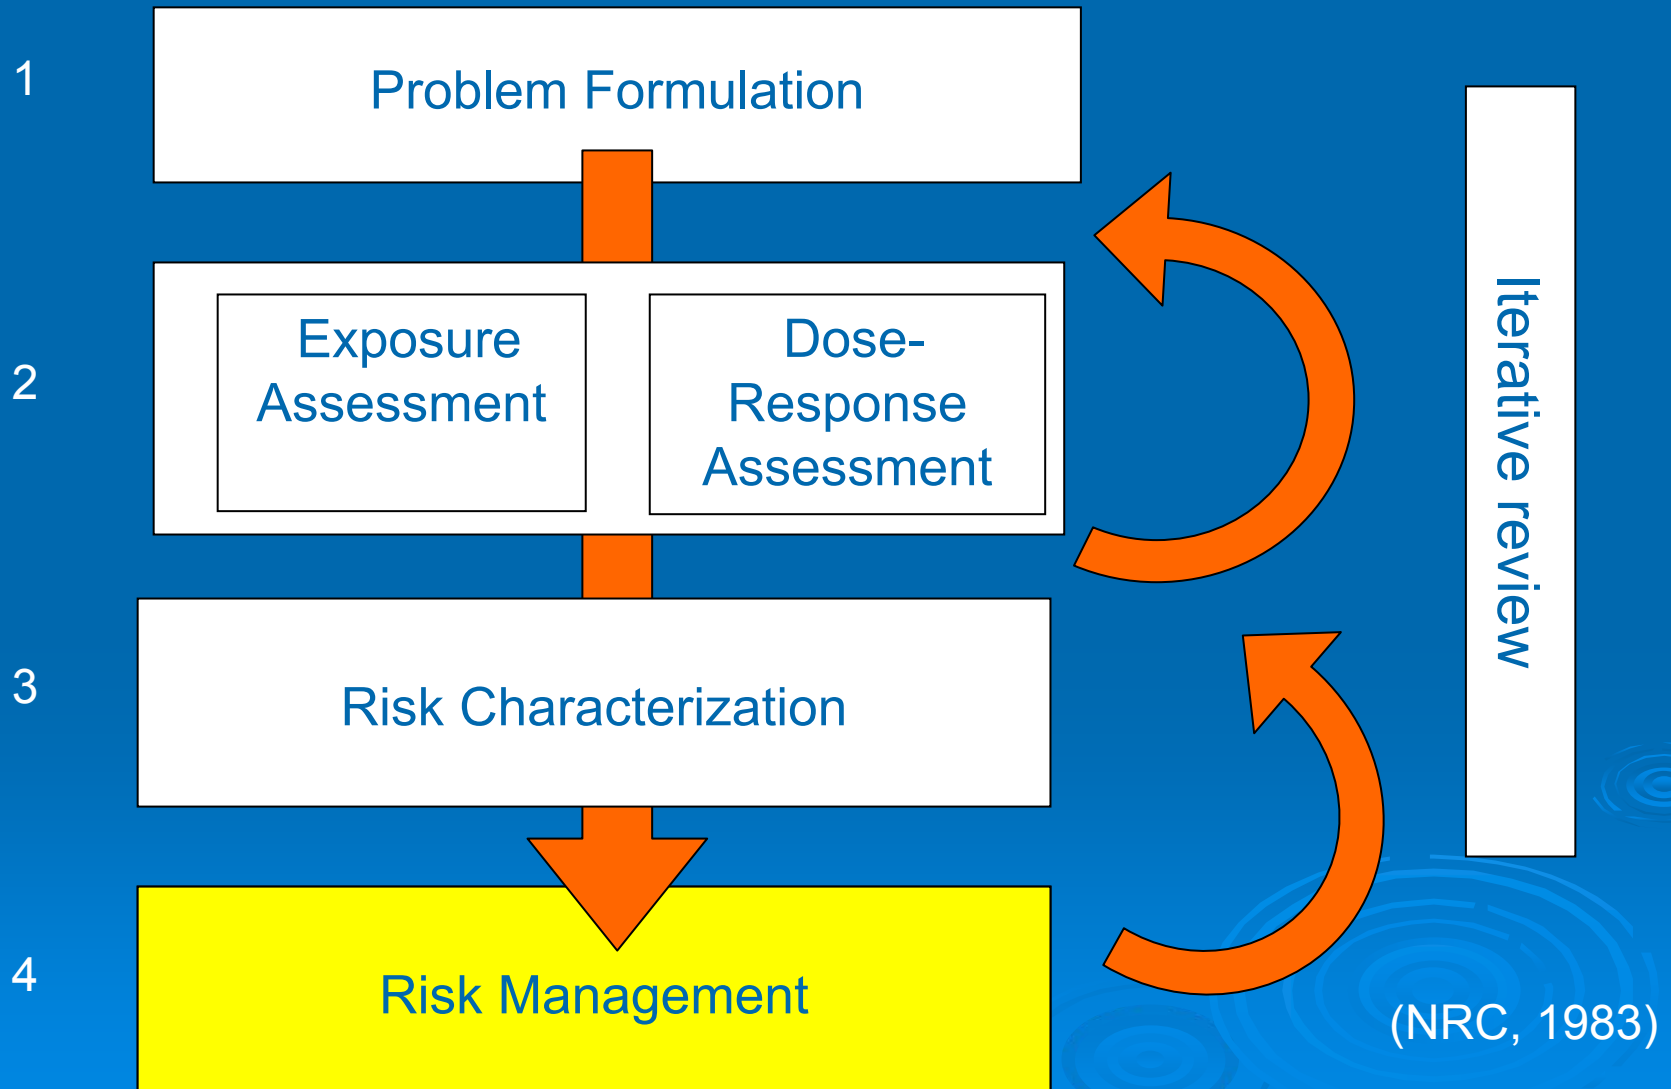 1
Problem Formulation
2
Exposure
Assessment
Dose-
Response
Assessment
3
Risk Characterization
4
Risk Management
Iterative review
(NRC, 1983)